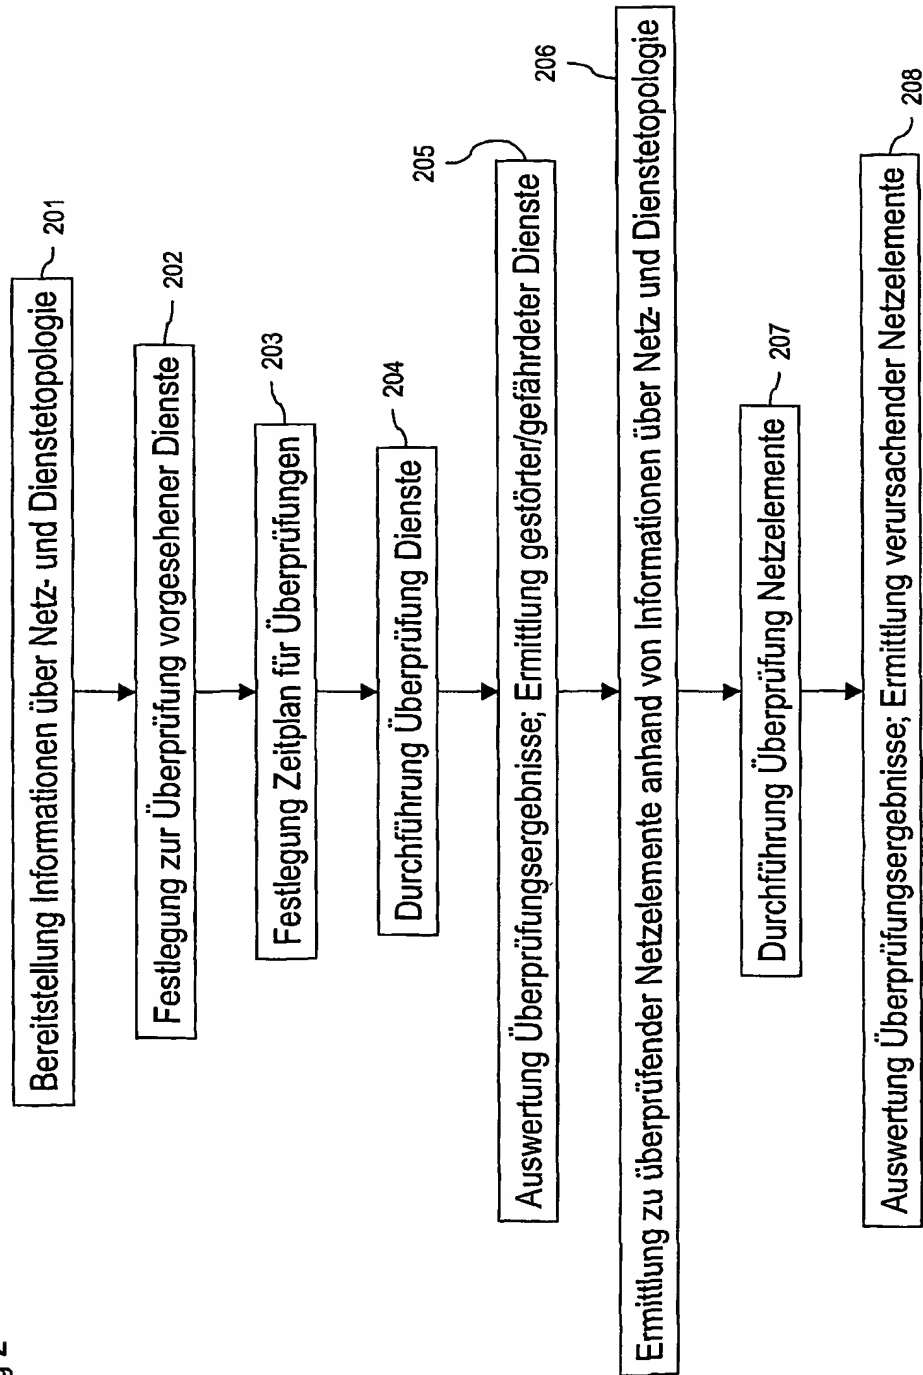 Bereitstellung Informationen über Netz- und Dienstetopologie
201
Festlegung zur Überprüfung vorgesehener Dienste
202
Festlegung Zeitplan für Überprüfungen
203
Durchführung Überprüfung Dienste
204
Auswertung Überprüfungsergebnisse; Ermittlung gestörter/gefährdeter Dienste
205
Ermittlung zu überprüfender Netzelemente anhand von Informationen über Netz- und Dienstetopologie
206
Durchführung Überprüfung Netzelemente
207
Auswertung Überprüfungsergebnisse; Ermittlung verursachender Netzelemente
208